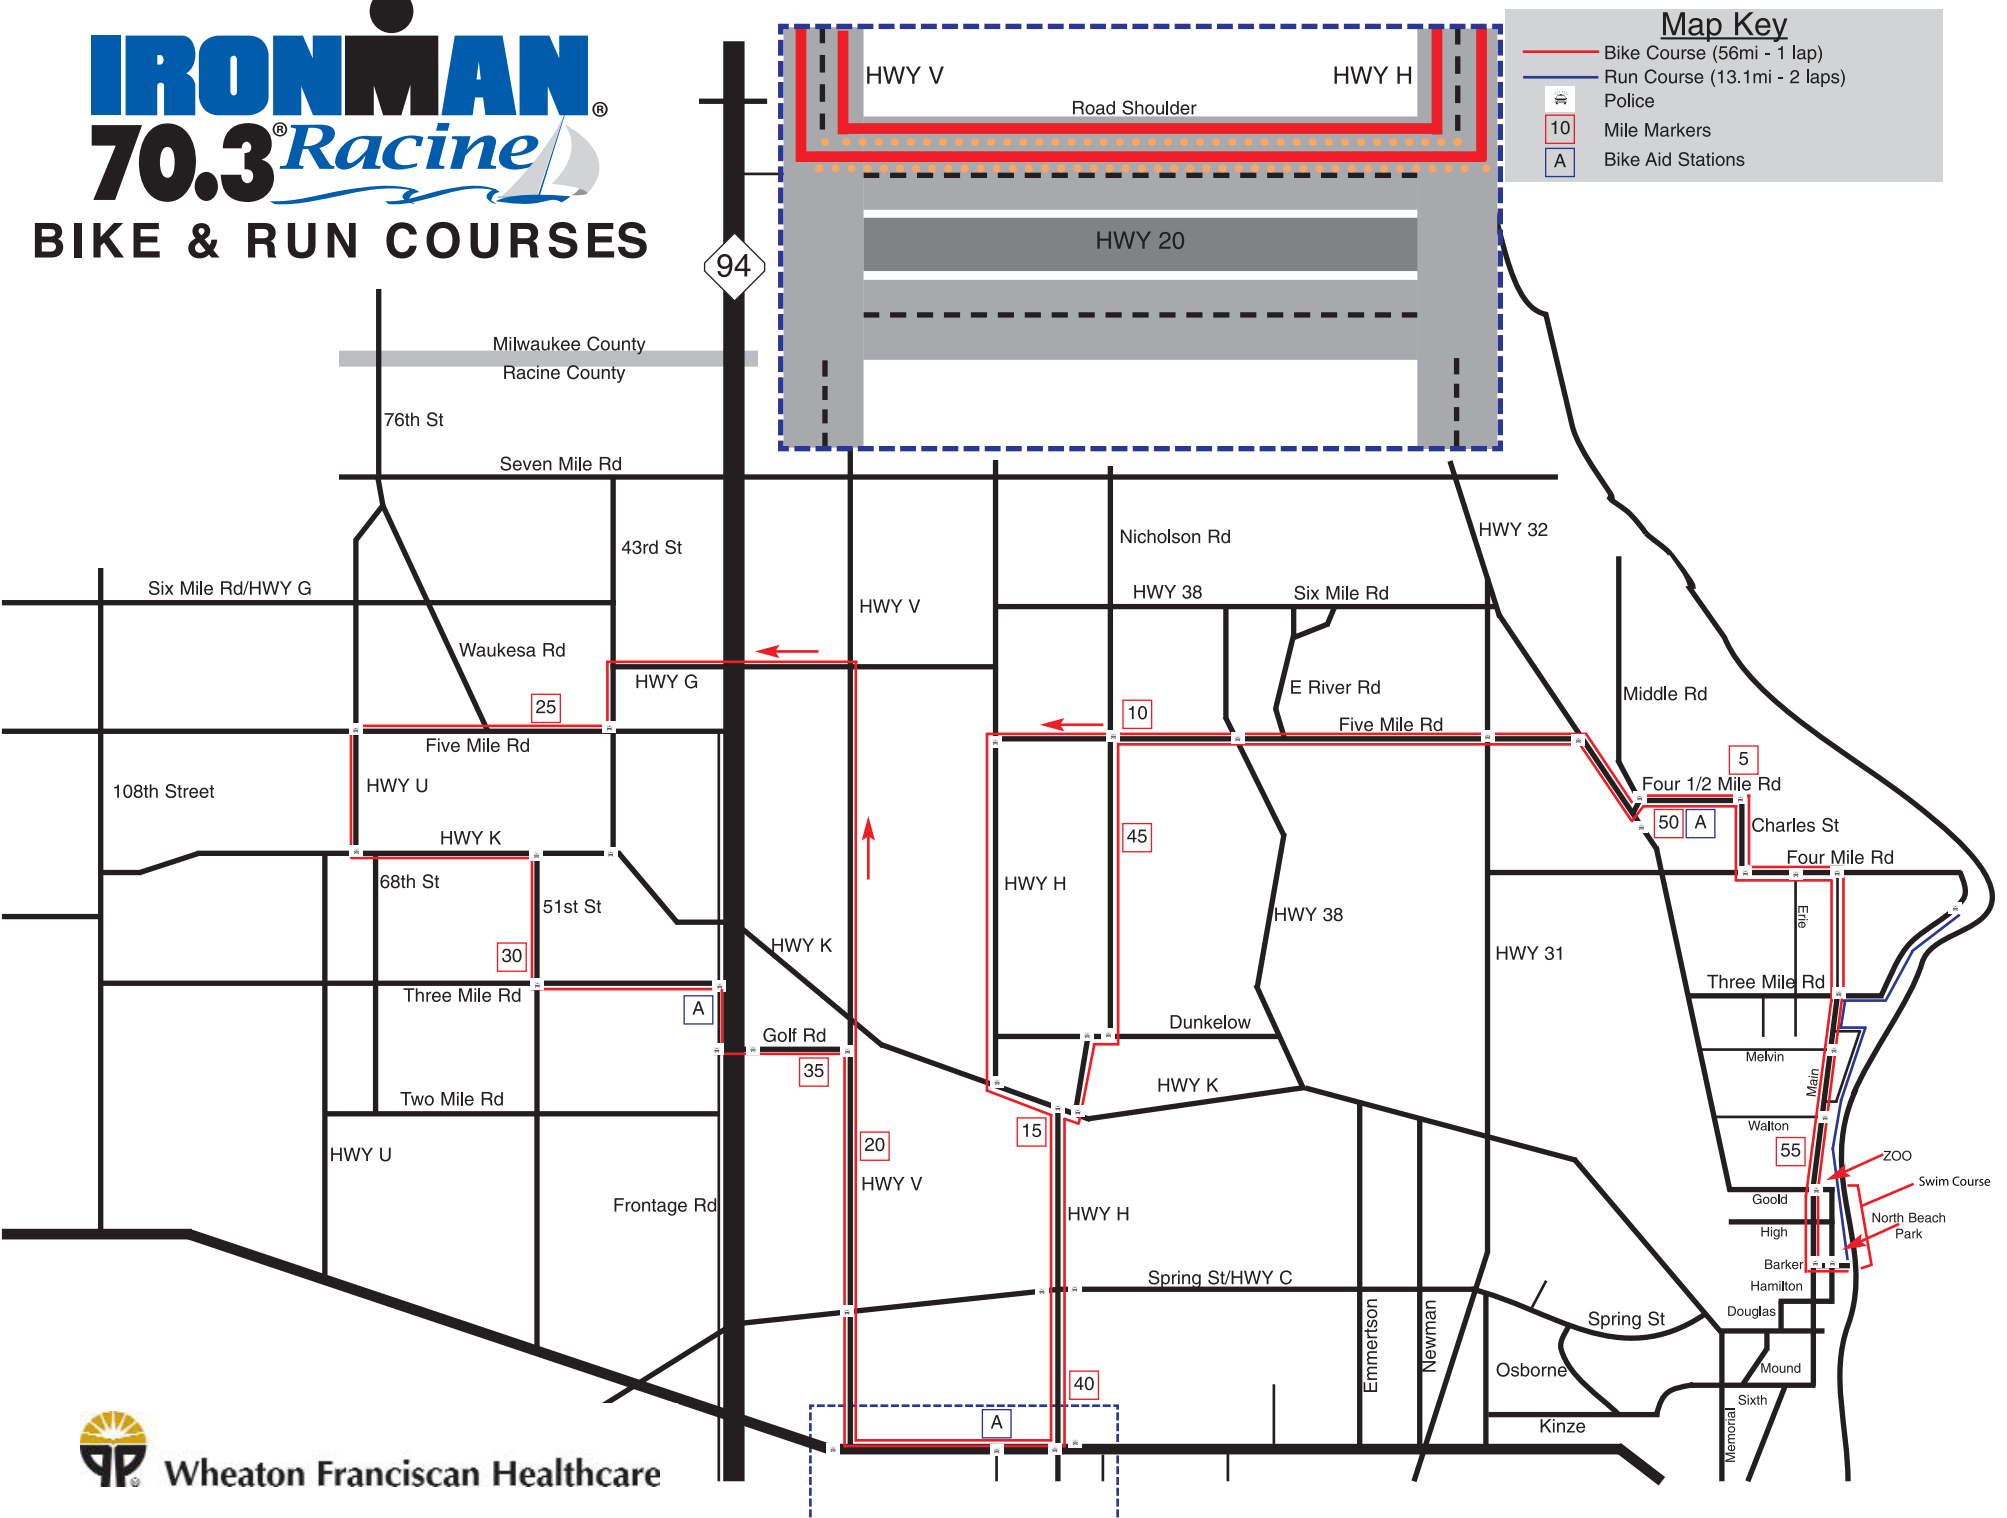 IRONMAN®
70.3® Racine
BIKE & RUN COURSES
Map Key
Bike Course (56mi - 1 lap)
Run Course (13.1mi - 2 laps)
Police
10 Mile Markers
A Bike Aid Stations
HWY V
HWY H
Road Shoulder
HWY 20
94
Milwaukee County
Racine County
76th St
Seven Mile Rd
43rd St
Nicholson Rd
HWY 32
Six Mile Rd/HWY G
HWY V
HWY 38
Six Mile Rd
Waukesa Rd
HWY G
E River Rd
Middle Rd
25
10
Five Mile Rd
Five Mile Rd
5
108th Street
HWY U
Four 1/2 Mile Rd
HWY K
45
50
A
Charles St
Four Mile Rd
68th St
51st St
HWY H
HWY 38
Erie
HWY K
30
HWY 31
Three Mile Rd
Three Mile Rd
A
Golf Rd
Dunkelow
35
Melvin
Main
Two Mile Rd
HWY K
15
Walton
HWY U
20
55
ZOO
HWY V
Swim Course
Frontage Rd
HWY H
Goold
North Beach
Park
High
Spring St/HWY C
Barker
Hamilton
Douglas
Spring St
Emmertson
Newman
Osborne
Mound
40
Sixth
A
Kinze
Memorial
Wheaton Franciscan Healthcare